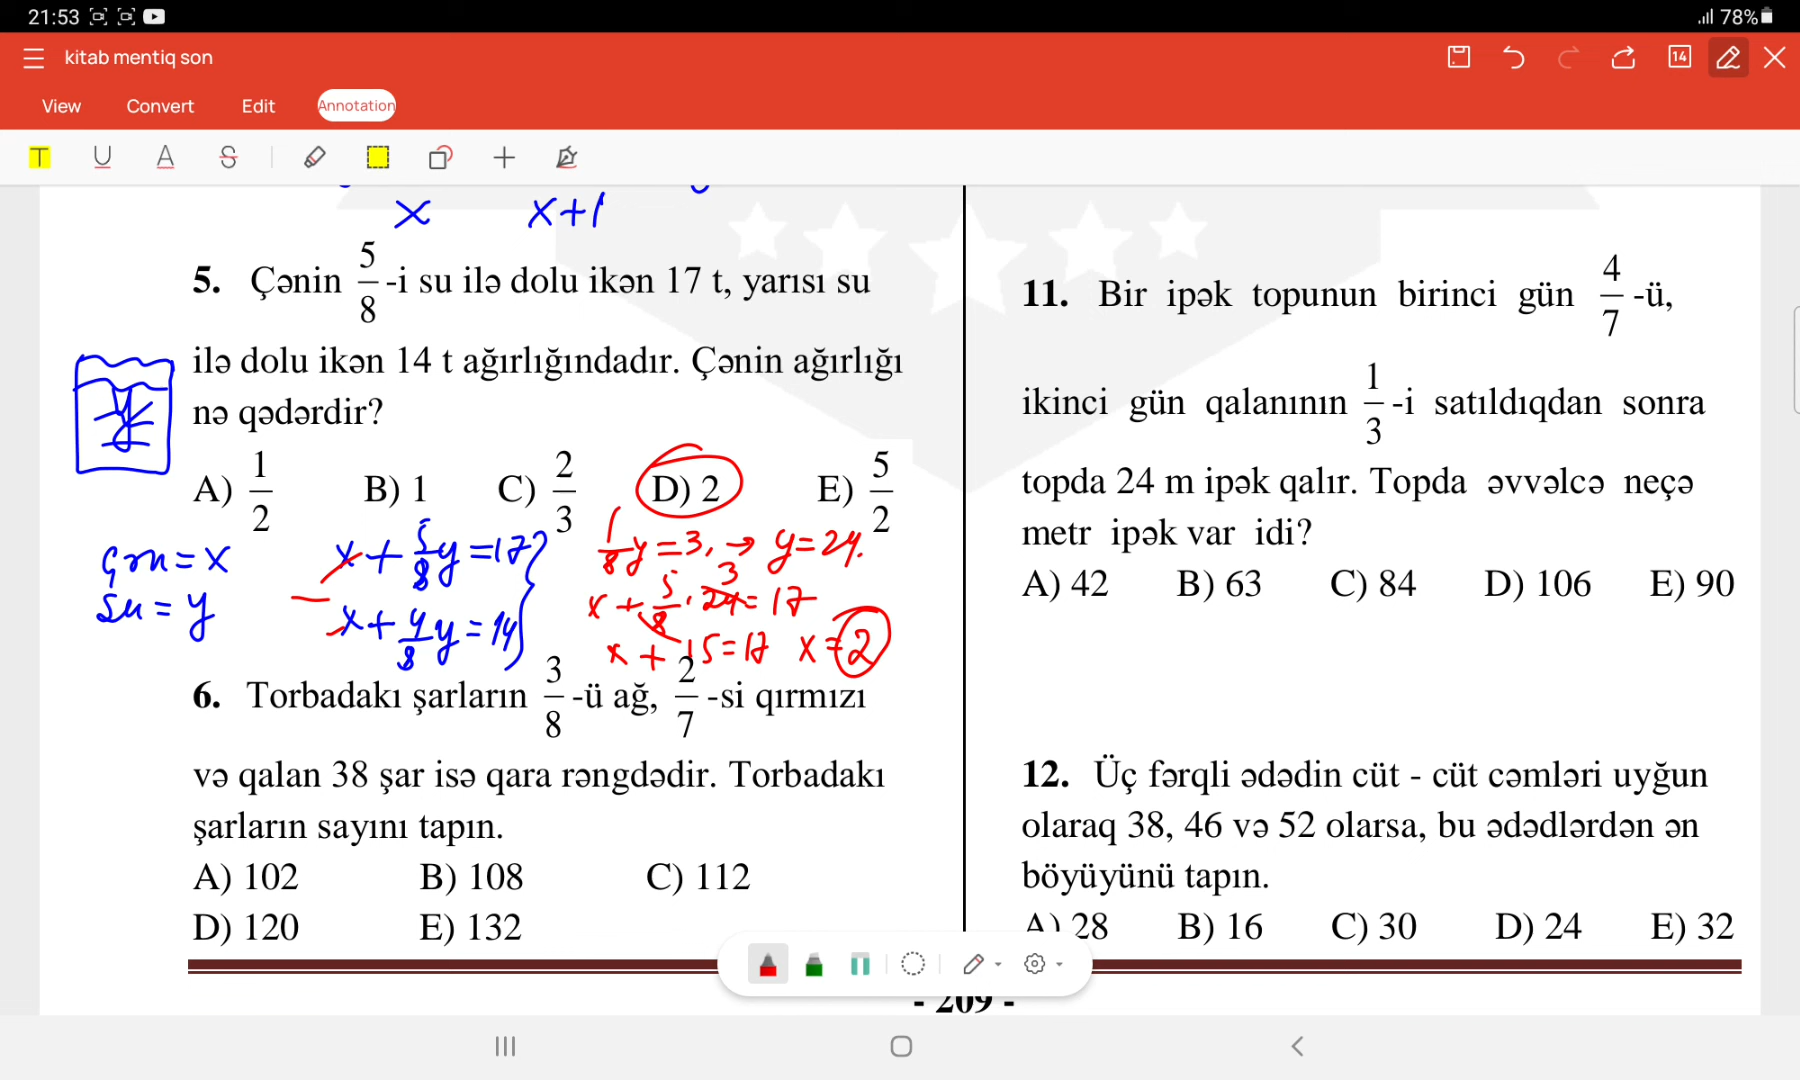 21:53
78%
kitab mentiq son
14
View Convert Edit Annotation
T U A S
x x+1
5. Çənin 5/8 -i su ilə dolu ikən 17 t, yarısı su
ilə dolu ikən 14 t ağırlığındadır. Çənin ağırlığı
nə qədərdir?
A) 1/2 B) 1 C) 2/3 D) 2 E) 5/2
çən = x
su = y
x + 5/8 y = 17
x + 4/8 y = 14
1/8 y = 3, → y = 24.
x + 5/8 · 24 = 17
3
x + 15 = 17 x = 2
6. Torbadakı şarların 3/8 -ü ağ, 2/7 -si qırmızı
və qalan 38 şar isə qara rəngdədir. Torbadakı
şarların sayını tapın.
A) 102 B) 108 C) 112
D) 120 E) 132
11. Bir ipək topunun birinci gün 4/7 -ü,
ikinci gün qalanının 1/3 -i satıldıqdan sonra
topda 24 m ipək qalır. Topda əvvəlcə neçə
metr ipək var idi?
A) 42 B) 63 C) 84 D) 106 E) 90
12. Üç fərqli ədədin cüt - cüt cəmləri uyğun
olaraq 38, 46 və 52 olarsa, bu ədədlərdən ən
böyüyünü tapın.
A) 28 B) 16 C) 30 D) 24 E) 32
- 209 -